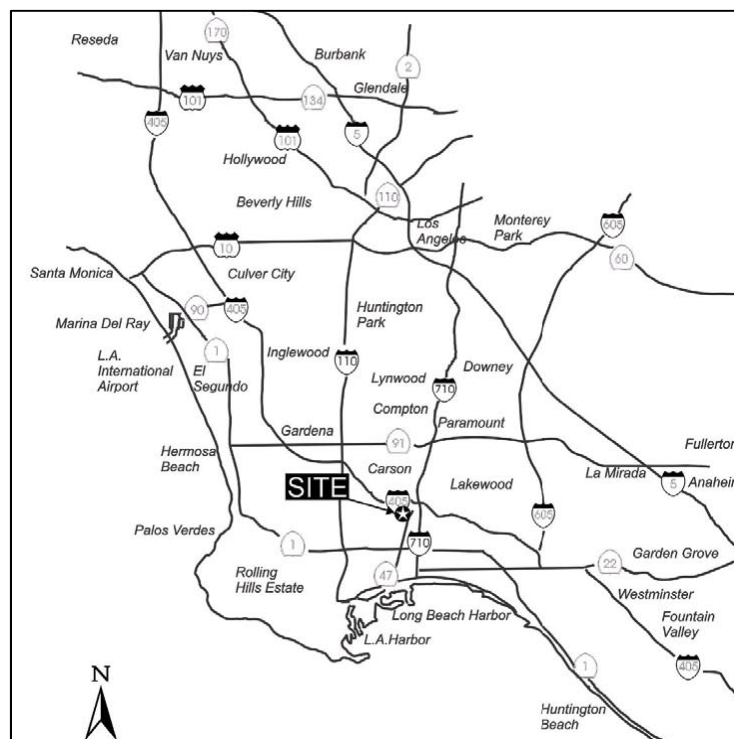 Reseda
170
Van Nuys
Burbank
2
Glendale
101
134
405
5
101
Hollywood
110
Beverly Hills
Los
Angeles
Monterey
Park
605
10
60
Santa Monica
Culver City
90
405
Huntington
Park
Marina Del Ray
1
L.A.
International
Airport
El
Segundo
Inglewood
110
Lynwood
710
Downey
Compton
Paramount
Gardena
91
Hermosa
Beach
Fullerton
Carson
La Mirada
5
Anaheim
SITE
405
Lakewood
605
Palos Verdes
1
710
Garden Grove
22
Rolling
Hills Estate
47
Westminster
Long Beach Harbor
Fountain
Valley
L.A.Harbor
405
1
N
Huntington
Beach